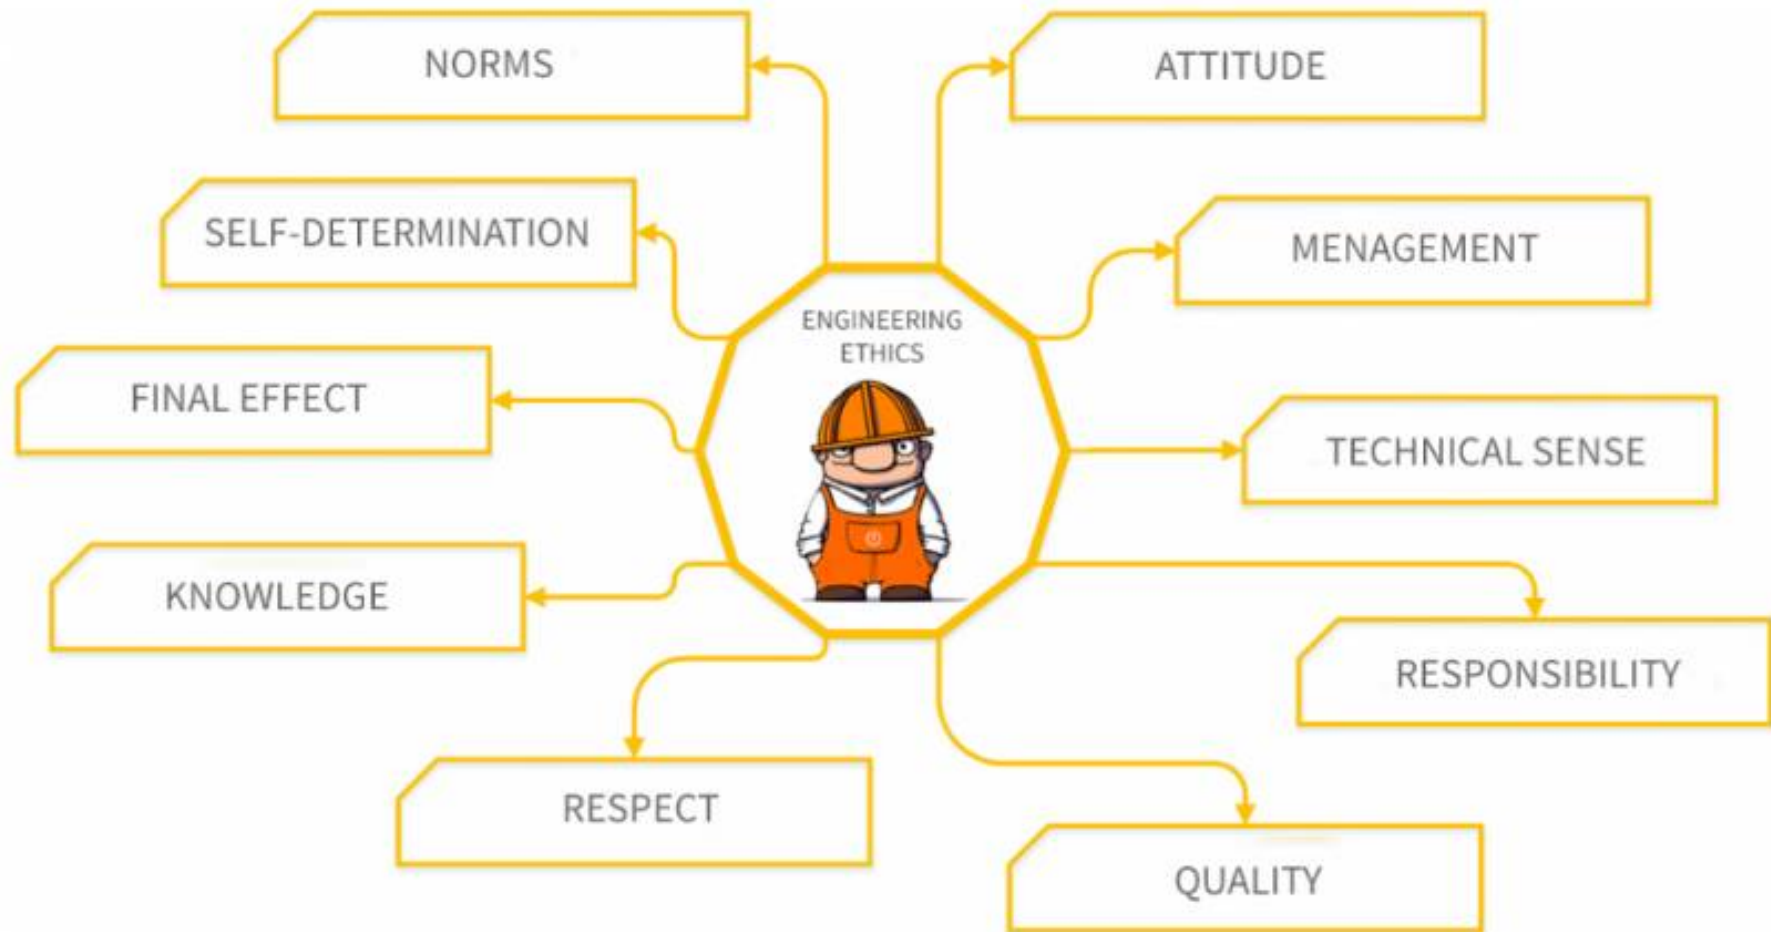 NORMS
ATTITUDE
SELF-DETERMINATION
MENAGEMENT
ENGINEERING
ETHICS
FINAL EFFECT
TECHNICAL SENSE
KNOWLEDGE
RESPONSIBILITY
RESPECT
QUALITY